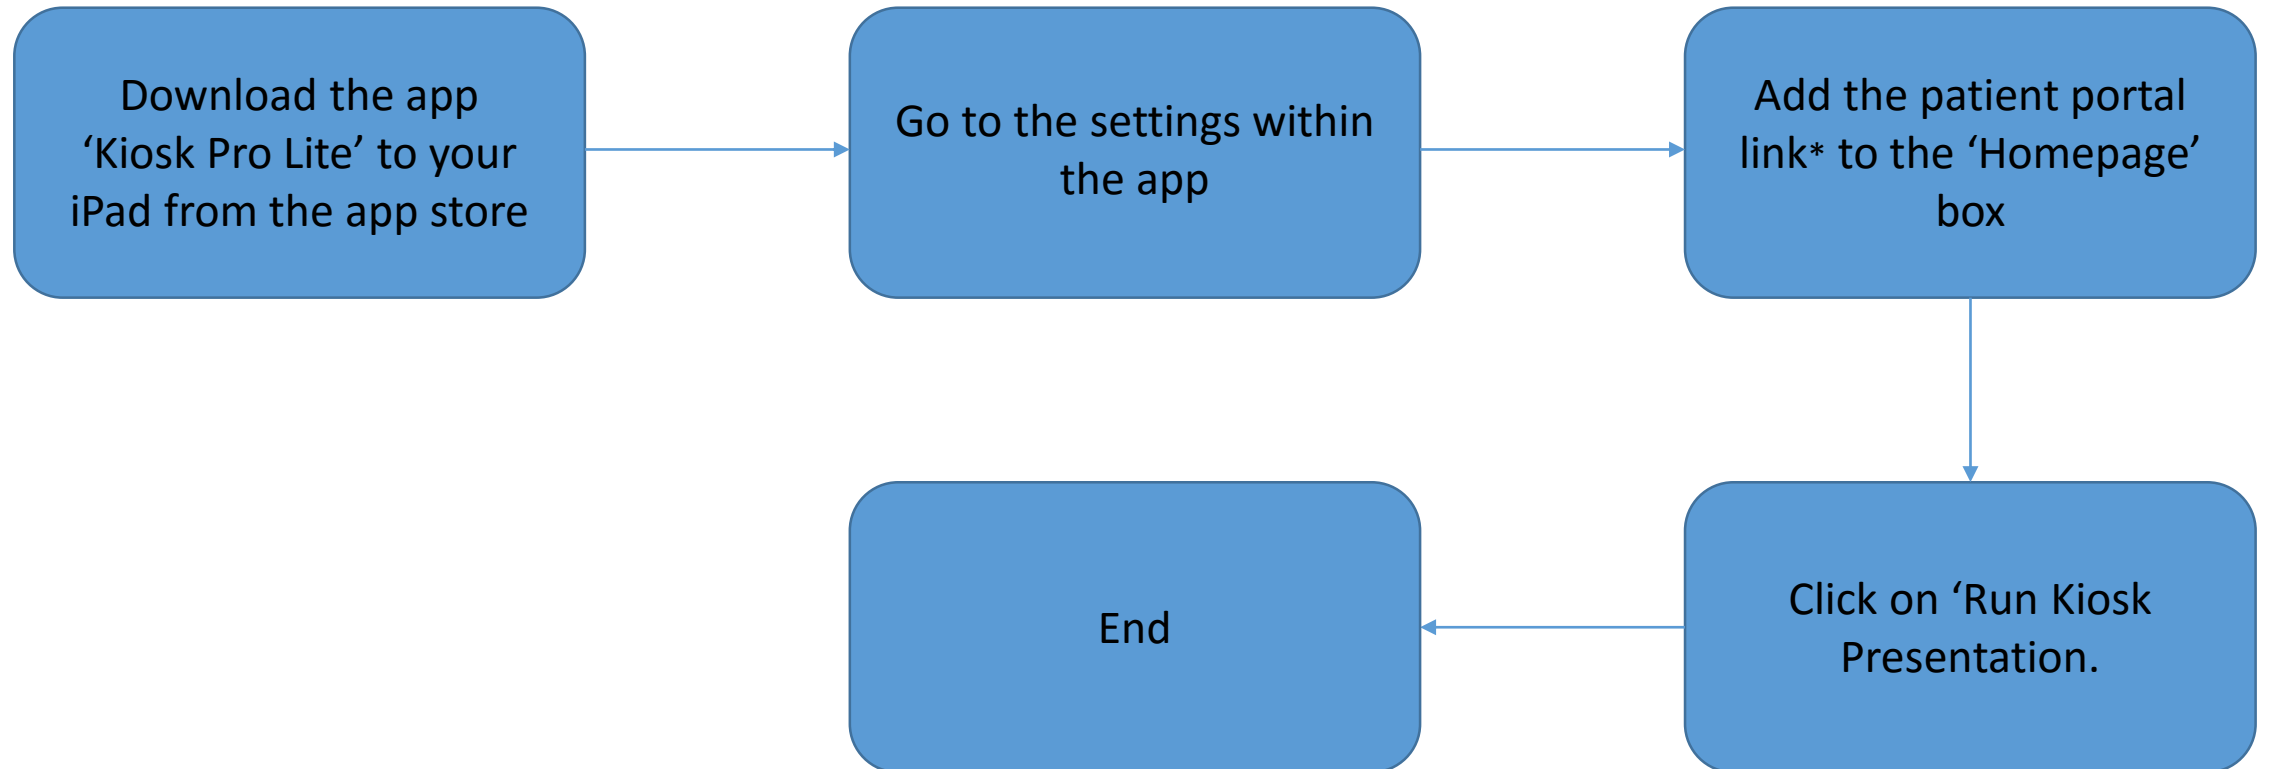 Download the app
‘Kiosk Pro Lite’ to your
iPad from the app store
Go to the settings within
the app
Add the patient portal
link* to the ‘Homepage’
box
Click on ‘Run Kiosk
Presentation.
End